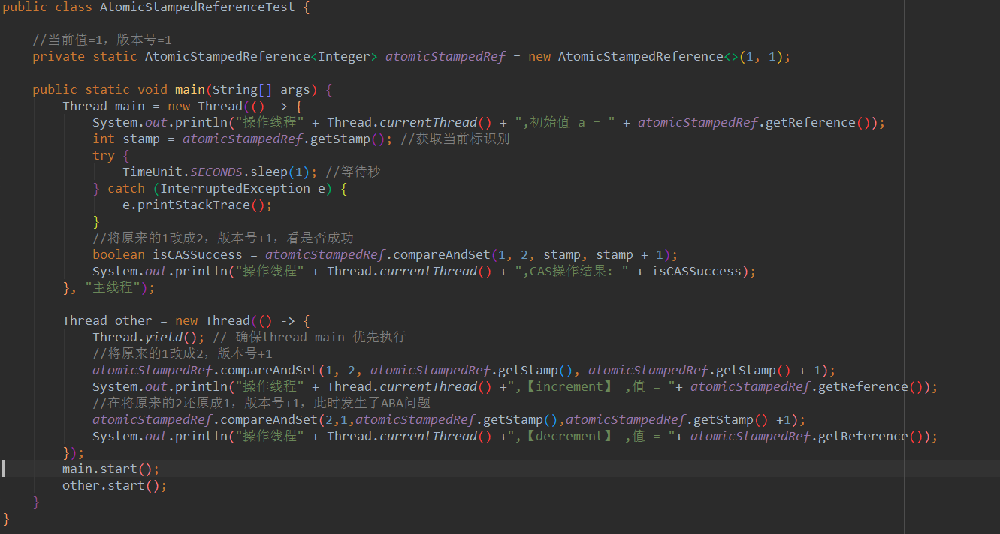 public class AtomicStampedReferenceTest {
//当前值=1，版本号=1
private static AtomicStampedReference<Integer> atomicStampedRef = new AtomicStampedReference<>(1, 1);
public static void main(String[] args) {
Thread main = new Thread(() -> {
System.out.println("操作线程" + Thread.currentThread() + ",初始值 a = " + atomicStampedRef.getReference());
int stamp = atomicStampedRef.getStamp(); //获取当前标识别
try {
TimeUnit.SECONDS.sleep(1); //等待秒
} catch (InterruptedException e) {
e.printStackTrace();
}
//将原来的1改成2，版本号+1，看是否成功
boolean isCASSuccess = atomicStampedRef.compareAndSet(1, 2, stamp, stamp + 1);
System.out.println("操作线程" + Thread.currentThread() + ",CAS操作结果: " + isCASSuccess);
}, "主线程");
Thread other = new Thread(() -> {
Thread.yield(); // 确保thread-main 优先执行
//将原来的1改成2，版本号+1
atomicStampedRef.compareAndSet(1, 2, atomicStampedRef.getStamp(), atomicStampedRef.getStamp() + 1);
System.out.println("操作线程" + Thread.currentThread() +",【increment】 ,值 = "+ atomicStampedRef.getReference());
//在将原来的2还原成1，版本号+1，此时发生了ABA问题
atomicStampedRef.compareAndSet(2,1,atomicStampedRef.getStamp(),atomicStampedRef.getStamp() +1);
System.out.println("操作线程" + Thread.currentThread() +",【decrement】 ,值 = "+ atomicStampedRef.getReference());
});
main.start();
other.start();
}
}